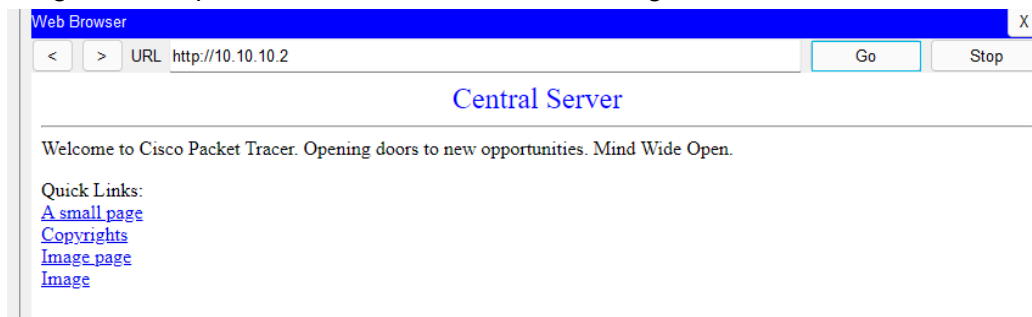 Web Browser X
< > URL http://10.10.10.2 Go Stop
Central Server
Welcome to Cisco Packet Tracer. Opening doors to new opportunities. Mind Wide Open.
Quick Links:
A small page
Copyrights
Image page
Image